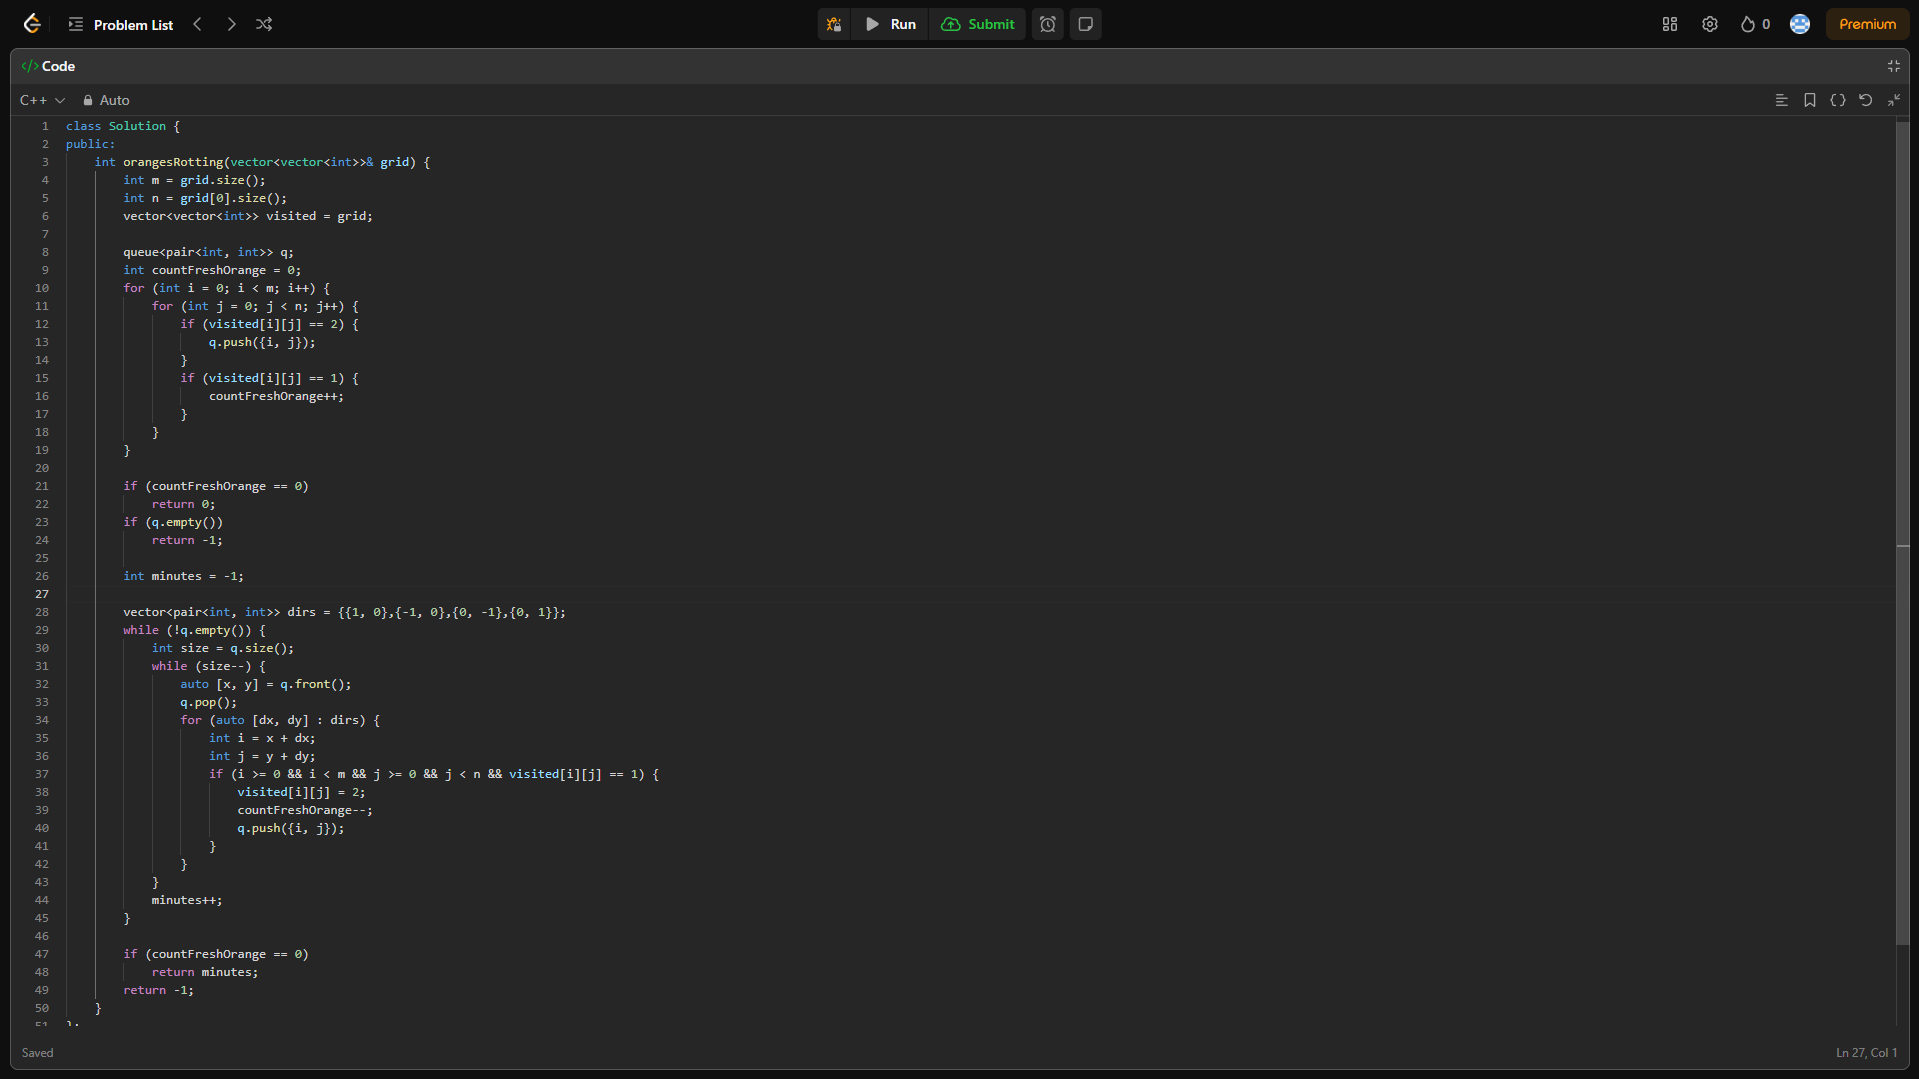 Problem List
Run
Submit
0
Premium
</> Code
C++
Auto
1 class Solution {
2 public:
3     int orangesRotting(vector<vector<int>>& grid) {
4         int m = grid.size();
5         int n = grid[0].size();
6         vector<vector<int>> visited = grid;
7
8         queue<pair<int, int>> q;
9         int countFreshOrange = 0;
10         for (int i = 0; i < m; i++) {
11             for (int j = 0; j < n; j++) {
12                 if (visited[i][j] == 2) {
13                     q.push({i, j});
14                 }
15                 if (visited[i][j] == 1) {
16                     countFreshOrange++;
17                 }
18             }
19         }
20
21         if (countFreshOrange == 0)
22             return 0;
23         if (q.empty())
24             return -1;
25
26         int minutes = -1;
27
28         vector<pair<int, int>> dirs = {{1, 0},{-1, 0},{0, -1},{0, 1}};
29         while (!q.empty()) {
30             int size = q.size();
31             while (size--) {
32                 auto [x, y] = q.front();
33                 q.pop();
34                 for (auto [dx, dy] : dirs) {
35                     int i = x + dx;
36                     int j = y + dy;
37                     if (i >= 0 && i < m && j >= 0 && j < n && visited[i][j] == 1) {
38                         visited[i][j] = 2;
39                         countFreshOrange--;
40                         q.push({i, j});
41                     }
42                 }
43             }
44             minutes++;
45         }
46
47         if (countFreshOrange == 0)
48             return minutes;
49         return -1;
50     }
51 };
Saved
Ln 27, Col 1